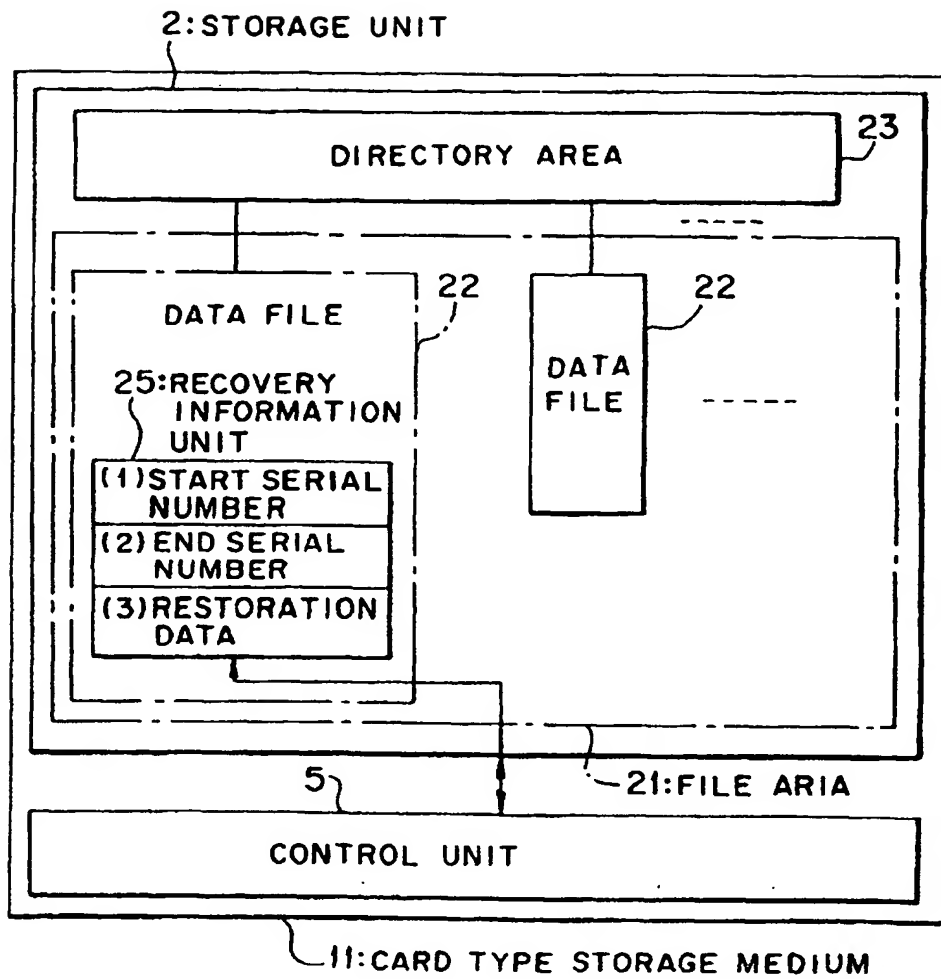 2:STORAGE UNIT
DIRECTORY AREA
23
DATA FILE
22
22
DATA
FILE
25:RECOVERY
INFORMATION
UNIT
(1)START SERIAL
NUMBER
(2)END SERIAL
NUMBER
(3)RESTORATION
DATA
21:FILE ARIA
5
CONTROL UNIT
11:CARD TYPE STORAGE MEDIUM